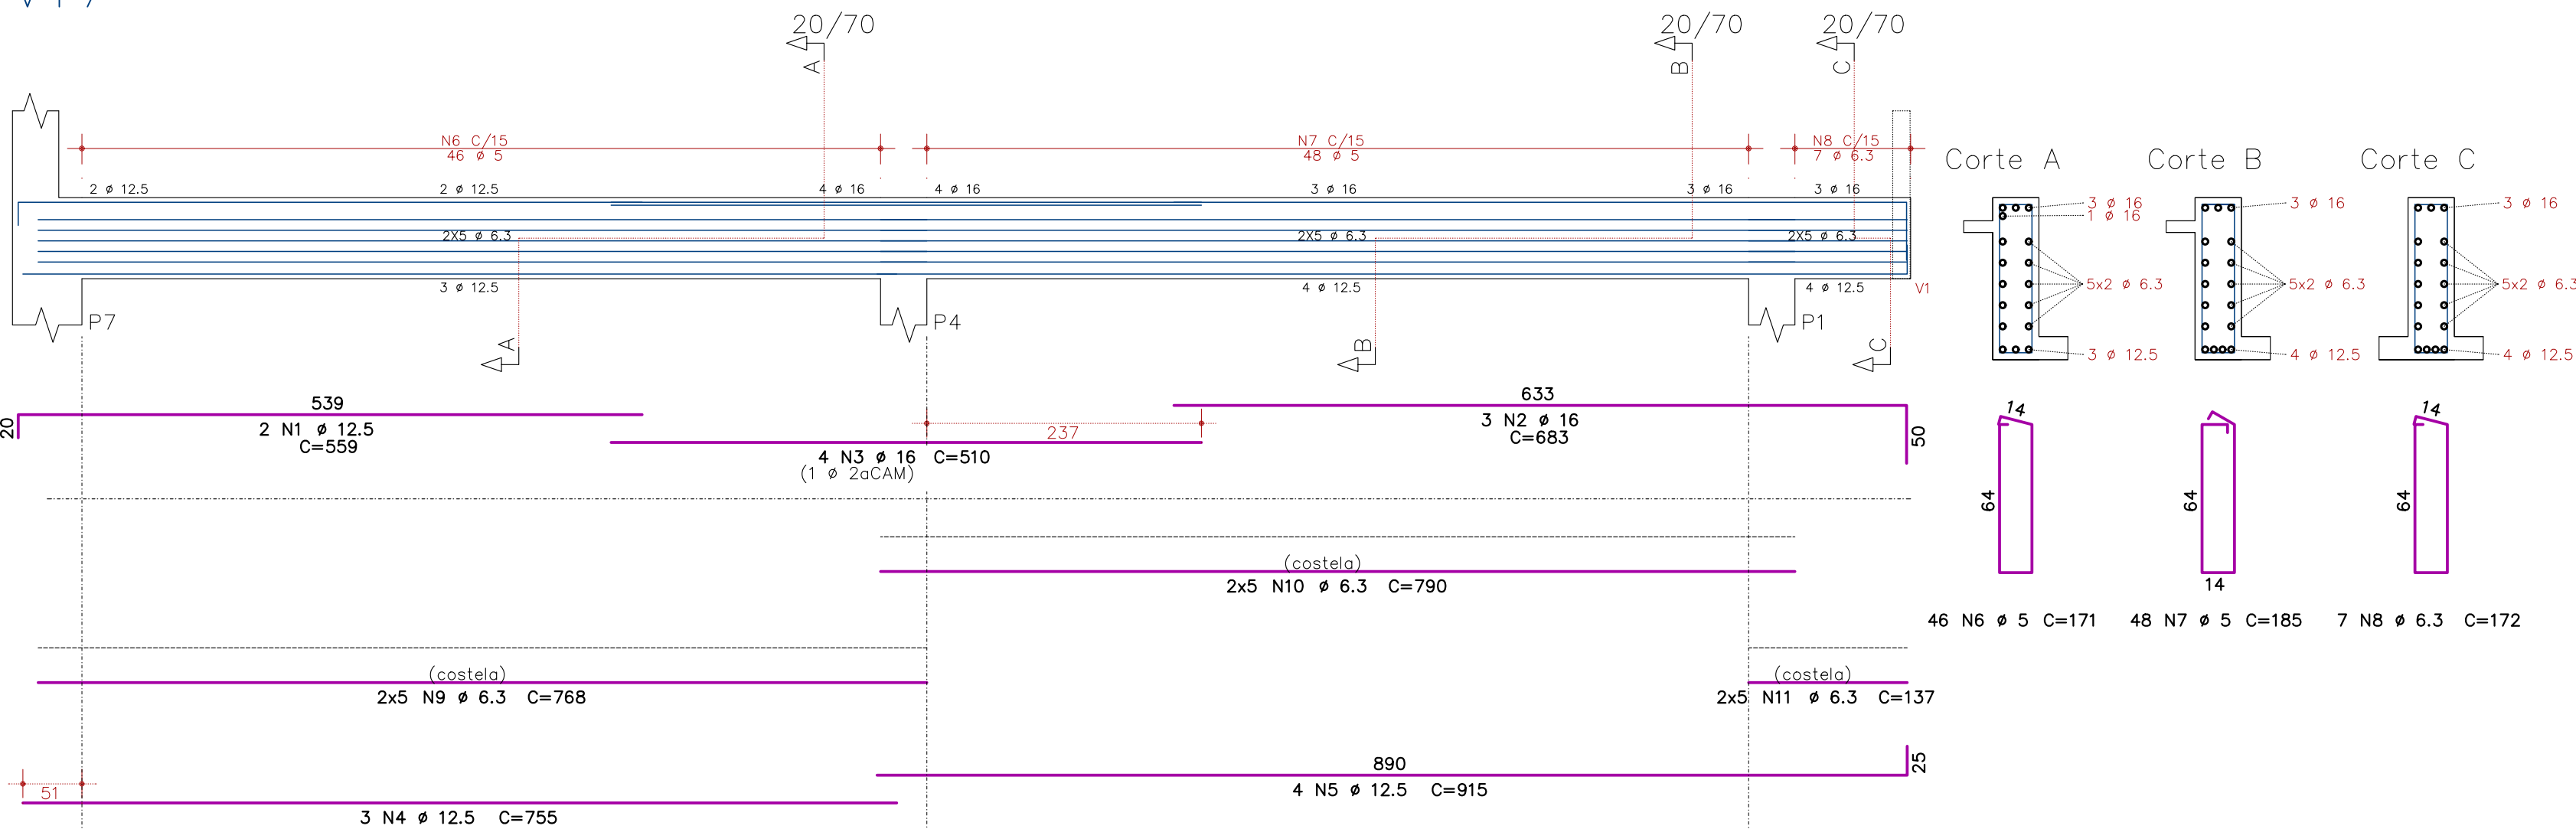 20/70
20/70
20/70
A
B
C
N6 C/15
46 ø 5
N7 C/15
48 ø 5
N8 C/15
7 ø 6.3
Corte A
Corte B
Corte C
2 ø 12.5
2 ø 12.5
4 ø 16
4 ø 16
3 ø 16
3 ø 16
3 ø 16
3 ø 16
1 ø 16
3 ø 16
3 ø 16
2X5 ø 6.3
2X5 ø 6.3
2X5 ø 6.3
5x2 ø 6.3
5x2 ø 6.3
5x2 ø 6.3
3 ø 12.5
4 ø 12.5
4 ø 12.5
V1
P7
P4
P1
A
B
C
3 ø 12.5
4 ø 12.5
4 ø 12.5
539
20
2 N1 ø 12.5
C=559
237
4 N3 ø 16 C=510
(1 ø 2aCAM)
633
3 N2 ø 16
C=683
50
14
64
64
14
14
64
46 N6 ø 5 C=171
48 N7 ø 5 C=185
7 N8 ø 6.3 C=172
(costela)
2x5 N10 ø 6.3 C=790
(costela)
2x5 N9 ø 6.3 C=768
(costela)
2x5 N11 ø 6.3 C=137
890
25
4 N5 ø 12.5 C=915
51
3 N4 ø 12.5 C=755